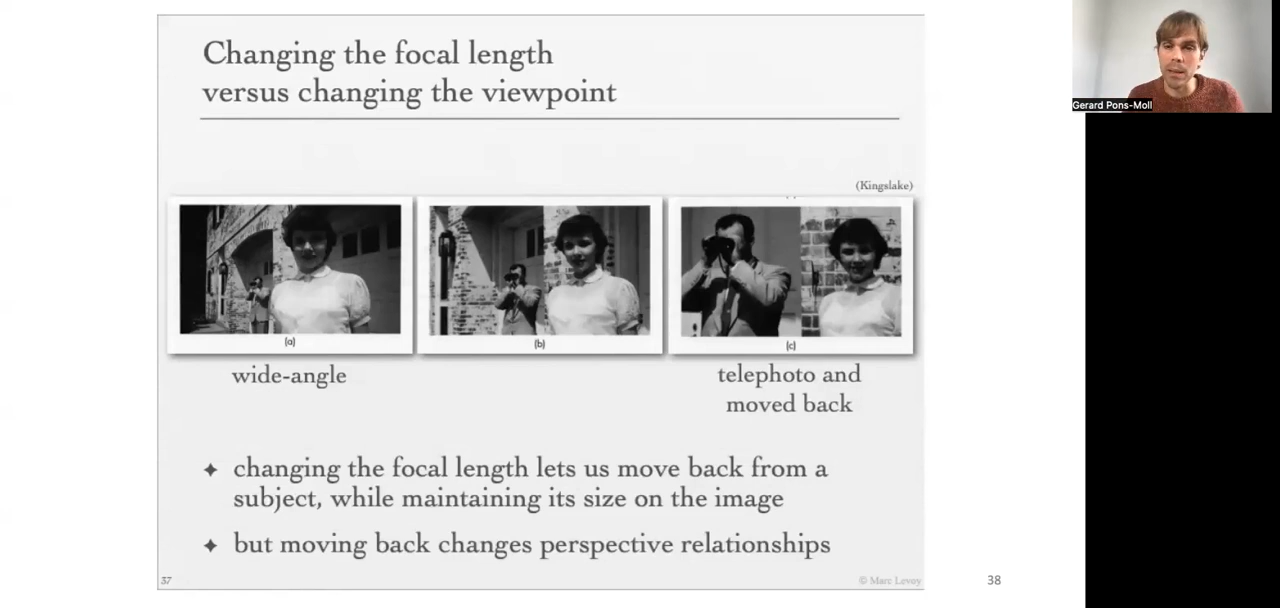 Changing the focal length
versus changing the viewpoint
Gerard Pons-Moll
(Kingslake)
(a)
(b)
(c)
wide-angle
telephoto and
moved back
✦ changing the focal length lets us move back from a
subject, while maintaining its size on the image
✦ but moving back changes perspective relationships
37
© Marc Levoy
38